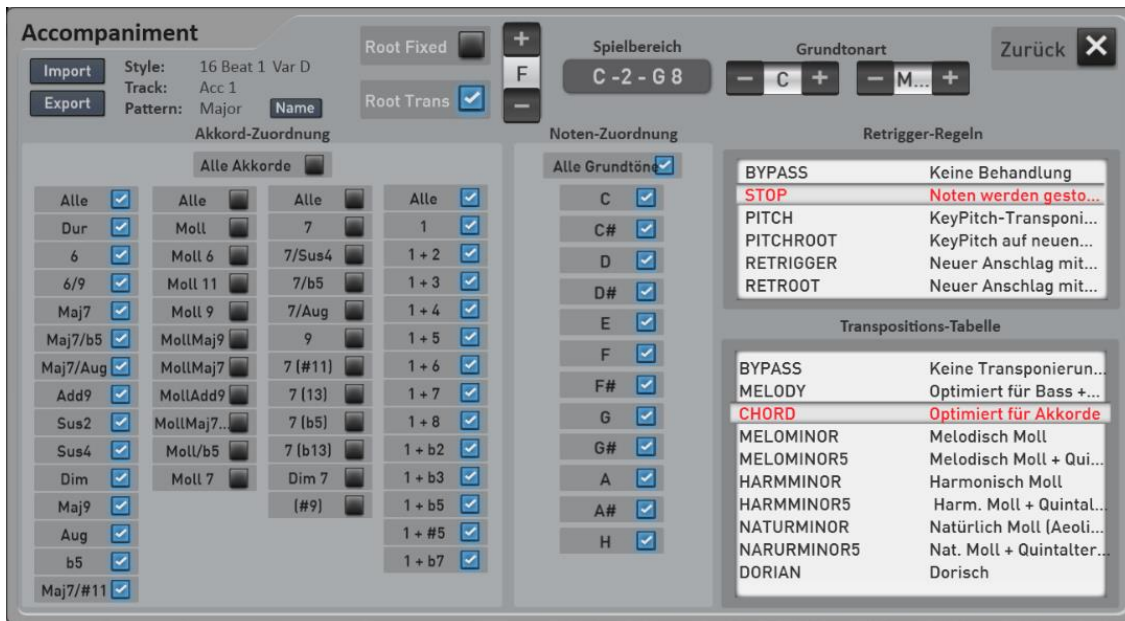 Accompaniment
Import
Export
Style: 16 Beat 1 Var D
Track: Acc 1
Pattern: Major
Name
Root Fixed
Root Trans
+
F
−
Spielbereich
C -2 - G 8
Grundtonart
− C +
− M... +
Zurück X
Akkord-Zuordnung
Alle Akkorde
Alle
Dur
6
6/9
Maj7
Maj7/b5
Maj7/Aug
Add9
Sus2
Sus4
Dim
Maj9
Aug
b5
Maj7/#11
Alle
Moll
Moll 6
Moll 11
Moll 9
MollMaj9
MollMaj7
MollAdd9
MollMaj7...
Moll/b5
Moll 7
Alle
7
7/Sus4
7/b5
7/Aug
9
7 (#11)
7 (13)
7 (b5)
7 (b13)
Dim 7
(#9)
Alle
1
1 + 2
1 + 3
1 + 4
1 + 5
1 + 6
1 + 7
1 + 8
1 + b2
1 + b3
1 + b5
1 + #5
1 + b7
Noten-Zuordnung
Alle Grundtöne
C
C#
D
D#
E
F
F#
G
G#
A
A#
H
Retrigger-Regeln
BYPASS Keine Behandlung
STOP Noten werden gesto...
PITCH KeyPitch-Transponi...
PITCHROOT KeyPitch auf neuen...
RETRIGGER Neuer Anschlag mit...
RETROOT Neuer Anschlag mit...
Transpositions-Tabelle
BYPASS Keine Transponierun...
MELODY Optimiert für Bass +...
CHORD Optimiert für Akkorde
MELOMINOR Melodisch Moll
MELOMINOR5 Melodisch Moll + Qui...
HARMMINOR Harmonisch Moll
HARMMINOR5 Harm. Moll + Quintal...
NATURMINOR Natürlich Moll (Aeoli...
NARURMINOR5 Nat. Moll + Quintalter...
DORIAN Dorisch